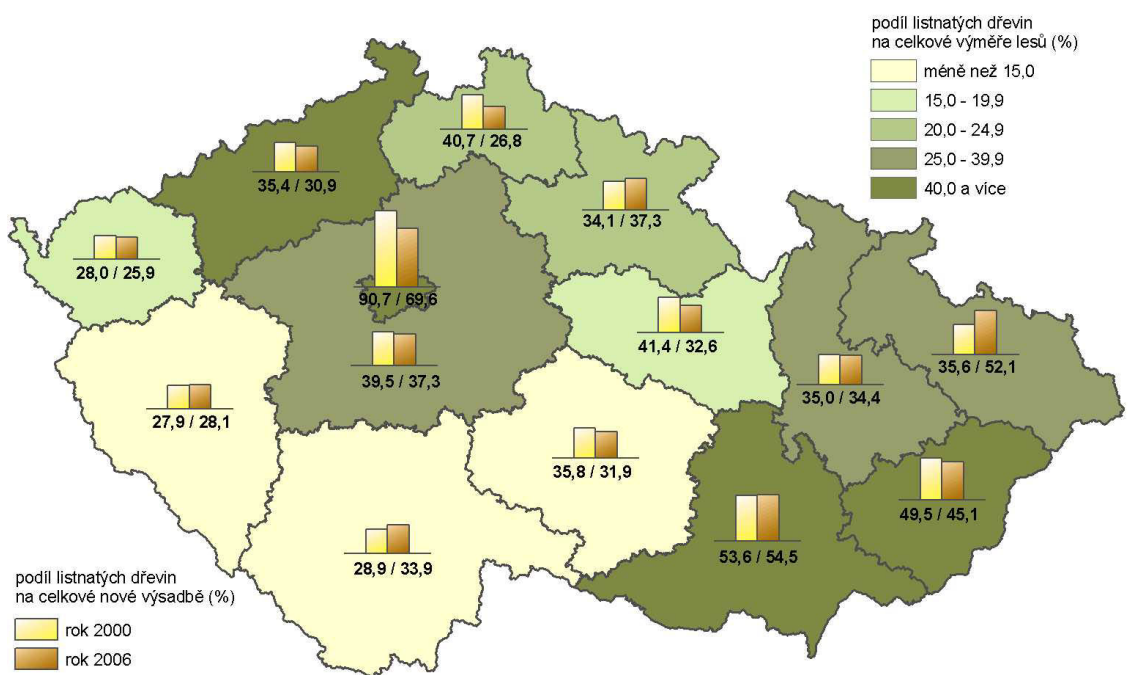 podíl listnatých dřevin
na celkové výměře lesů (%)
méně než 15,0
15,0 - 19,9
20,0 - 24,9
25,0 - 39,9
40,0 a více
40,7 / 26,8
35,4 / 30,9
34,1 / 37,3
28,0 / 25,9
90,7 / 69,6
41,4 / 32,6
35,6 / 52,1
39,5 / 37,3
35,0 / 34,4
27,9 / 28,1
35,8 / 31,9
49,5 / 45,1
53,6 / 54,5
28,9 / 33,9
podíl listnatých dřevin
na celkové nové výsadbě (%)
rok 2000
rok 2006